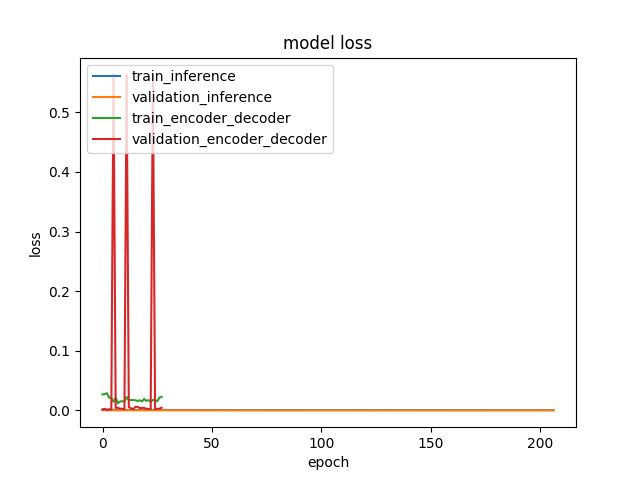 model loss
train_inference
validation_inference
train_encoder_decoder
validation_encoder_decoder
0.5
0.4
0.3
0.2
0.1
0.0
loss
0 50 100 150 200
epoch